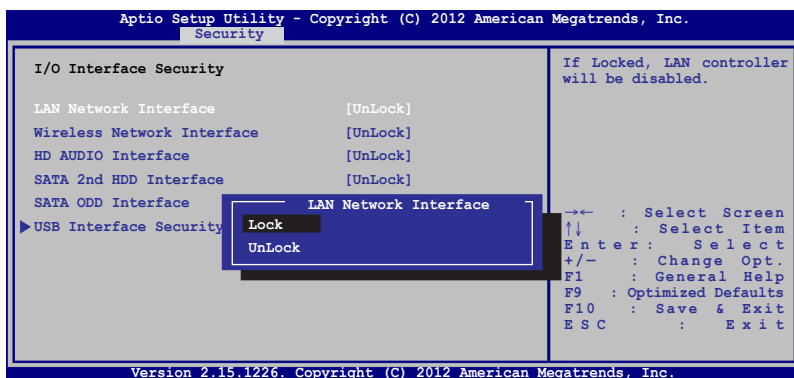 Aptio Setup Utility - Copyright (C) 2012 American Megatrends, Inc.
Security
I/O Interface Security
LAN Network Interface [UnLock]
Wireless Network Interface [UnLock]
HD AUDIO Interface [UnLock]
SATA 2nd HDD Interface [UnLock]
SATA ODD Interface
USB Interface Security
LAN Network Interface
Lock
UnLock
If Locked, LAN controller
will be disabled.
→← : Select Screen
↑↓ : Select Item
Enter: Select
+/— : Change Opt.
F1 : General Help
F9 : Optimized Defaults
F10 : Save & Exit
ESC : Exit
Version 2.15.1226. Copyright (C) 2012 American Megatrends, Inc.